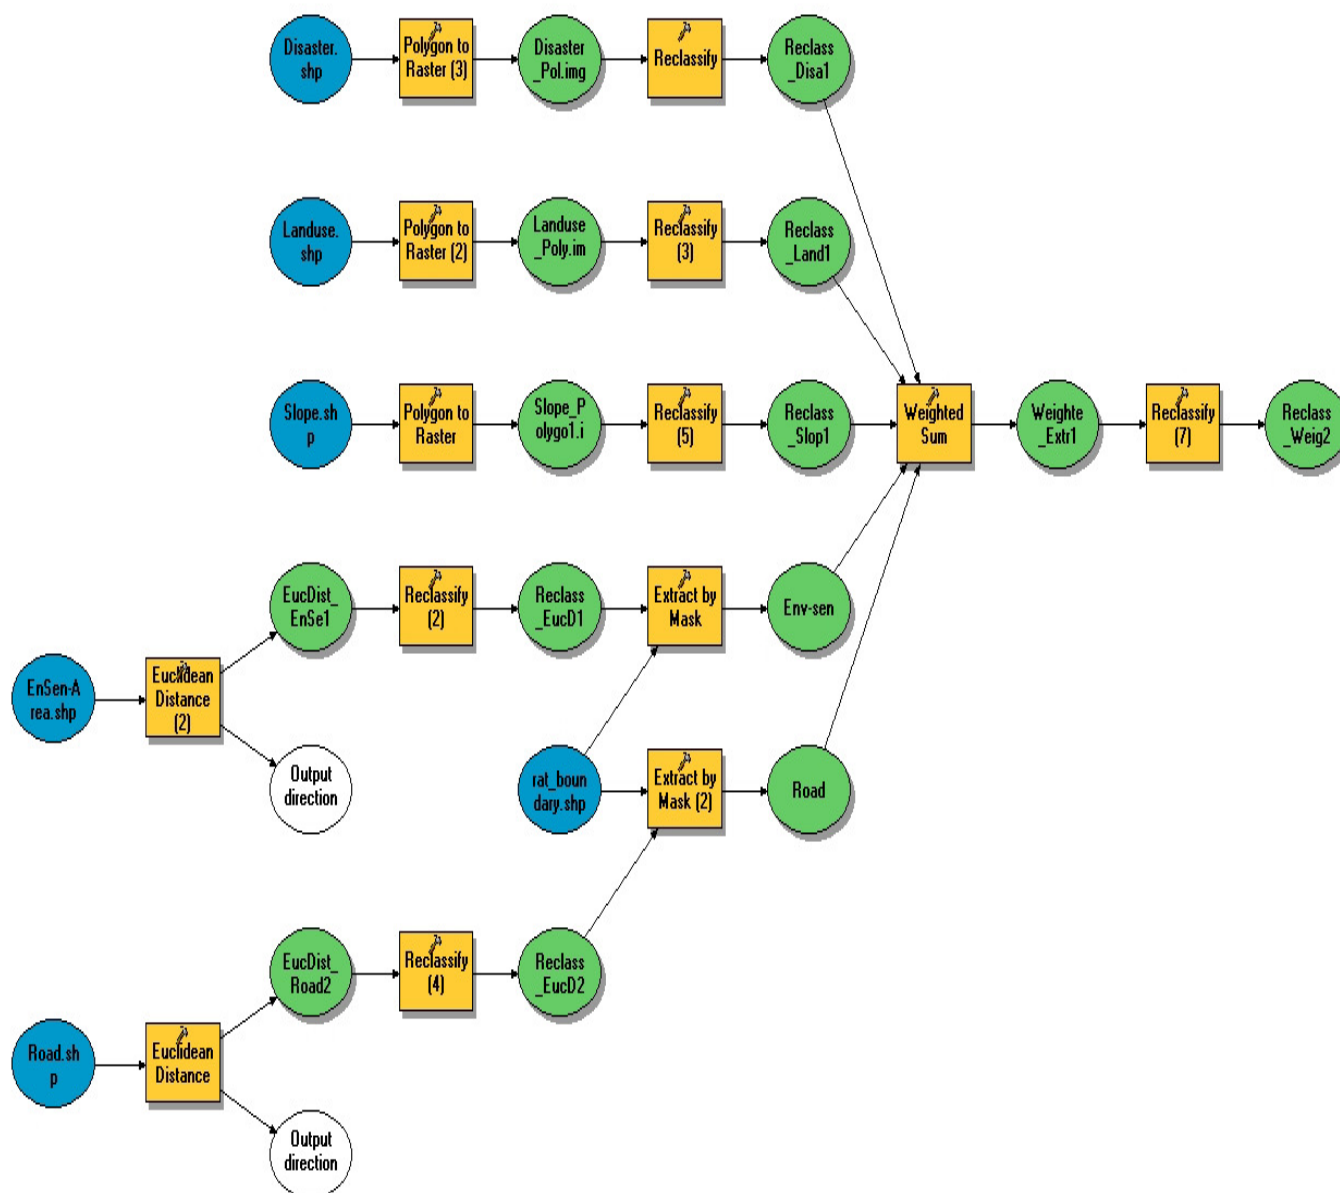 Disaster.
shp
Polygon to
Raster (3)
Disaster
_Pol.img
Reclassify
Reclass
_Disa1
Landuse.
shp
Polygon to
Raster (2)
Landuse
_Poly.im
Reclassify
(3)
Reclass
_Land1
Slope.sh
p
Polygon to
Raster
Slope_P
olygo1.i
Reclassify
(5)
Reclass
_Slop1
Weighted
Sum
Weighte
_Extr1
Reclassify
(7)
Reclass
_Weig2
EucDist_
EnSe1
Reclassify
(2)
Reclass
_EucD1
Extract by
Mask
Env-sen
EnSen-A
rea.shp
Euclidean
Distance
(2)
Output
direction
rat_boun
dary.shp
Extract by
Mask (2)
Road
EucDist_
Road2
Reclassify
(4)
Reclass
_EucD2
Road.sh
p
Euclidean
Distance
Output
direction